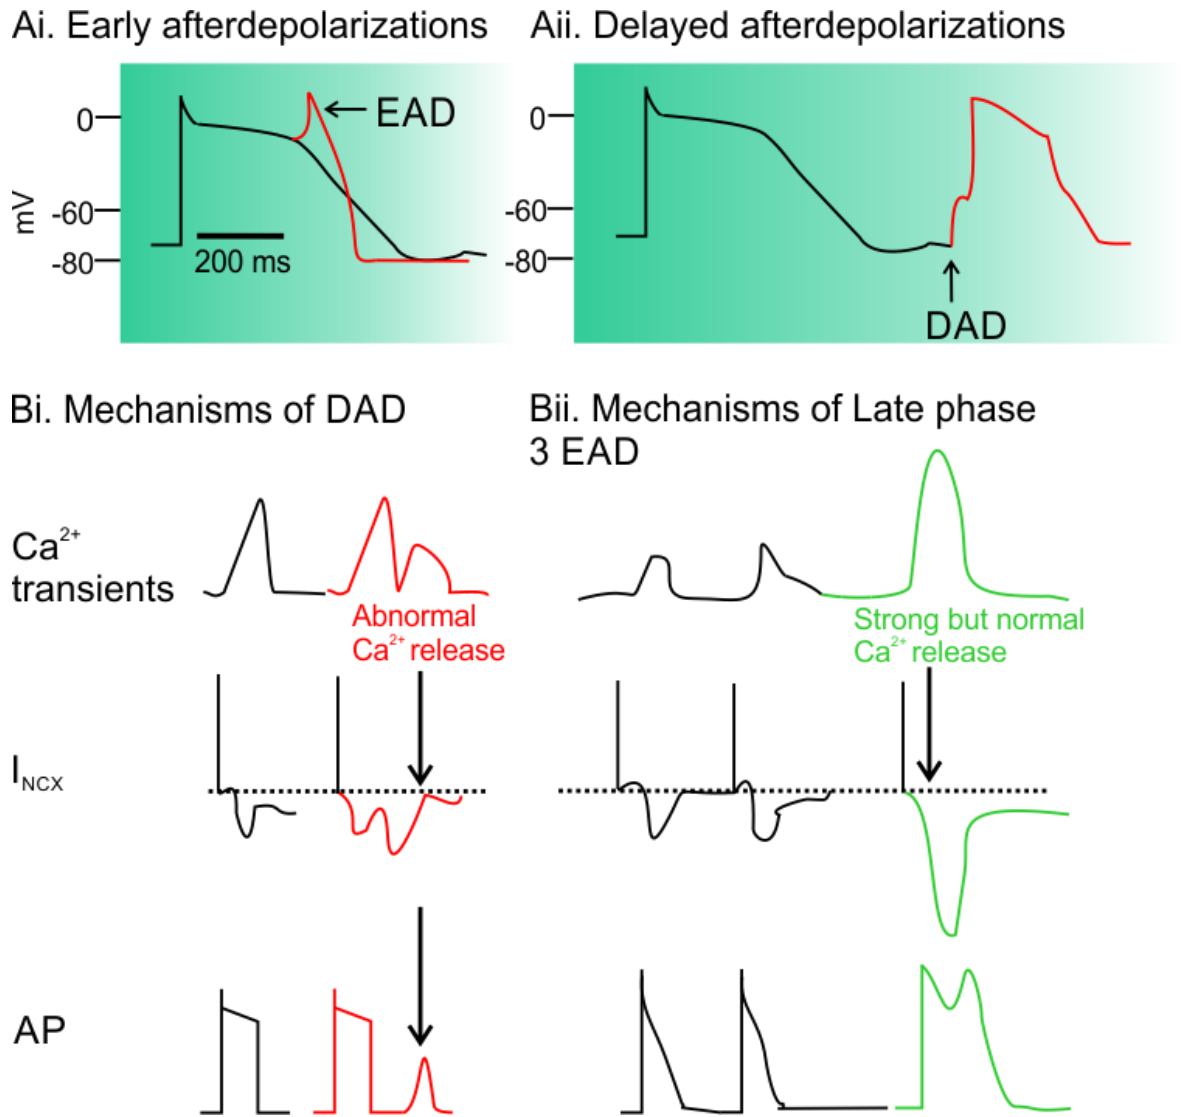 Ai. Early afterdepolarizations
Aii. Delayed afterdepolarizations
0
EAD
mV
-60
200 ms
-80
0
-60
-80
DAD
Bi. Mechanisms of DAD
Bii. Mechanisms of Late phase
3 EAD
Ca²⁺
transients
Abnormal
Ca²⁺ release
Strong but normal
Ca²⁺ release
I_NCX
AP